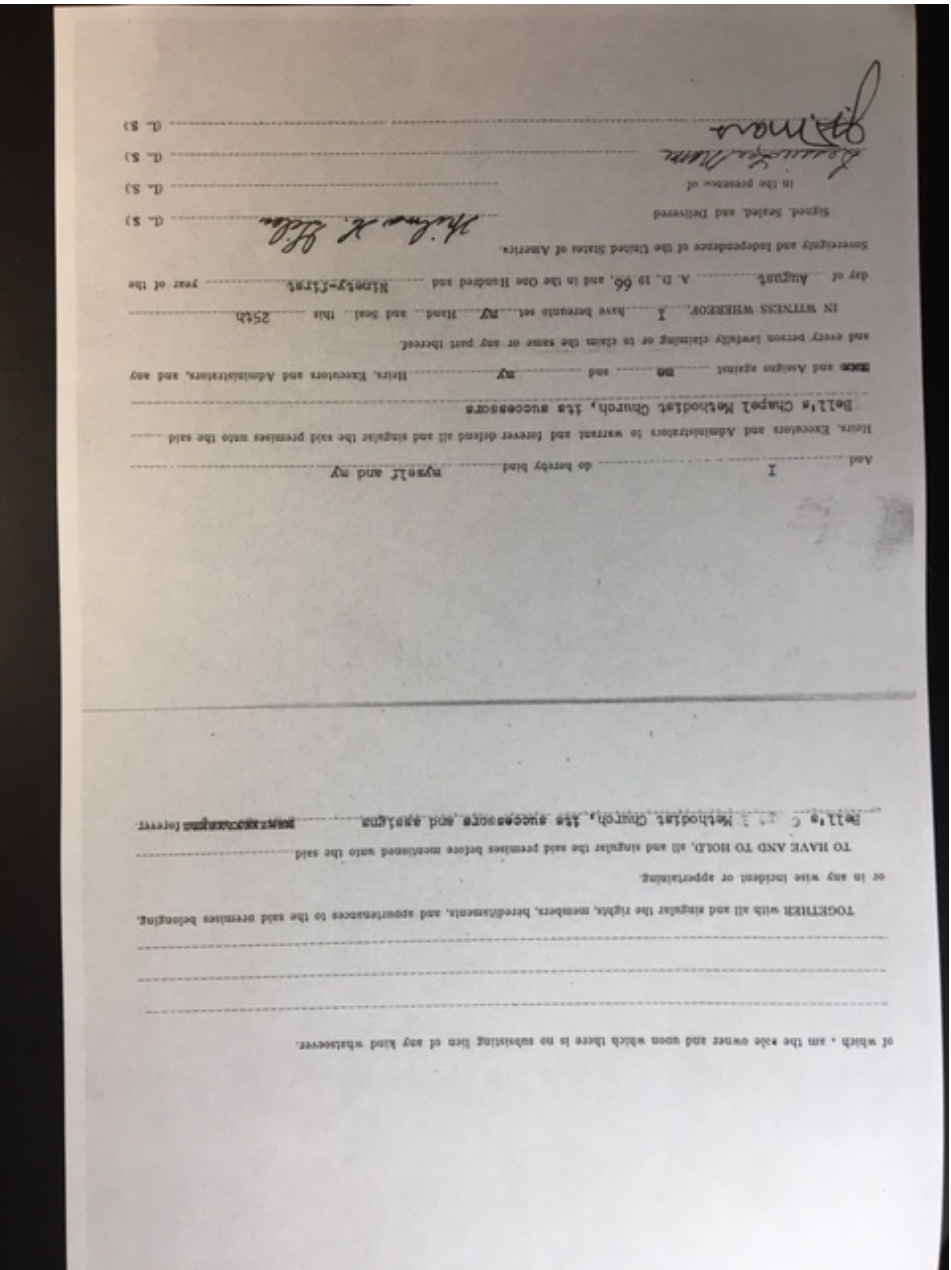 of which , am the sole owner and upon which there is no subsisting lien of any kind whatsoever.
TOGETHER with all and singular the rights, members, hereditaments, and appurtenances to the said premises belonging,
or in any wise incident or appertaining.
TO HAVE AND TO HOLD, all and singular the said premises before mentioned unto the said
Bell's Methodist Church, its successors and assigns forever.
And I do hereby bind myself and my
Heirs, Executors and Administrators to warrant and forever defend all and singular the said premises unto the said
Bell's Chapel Methodist Church, its successors
and Assigns against me and my Heirs, Executors and Administrators, and any
and every person lawfully claiming or to claim the same or any part thereof.
IN WITNESS WHEREOF, I have hereunto set my Hand and Seal this 25th
day of August A. D., 19 66, and in the One Hundred and Ninety-first year of the
Sovereignty and Independence of the United States of America.
Signed, Sealed, and Delivered (L. S.)
in the presence of (L. S.)
(L. S.)
J.D. Mars (L. S.)